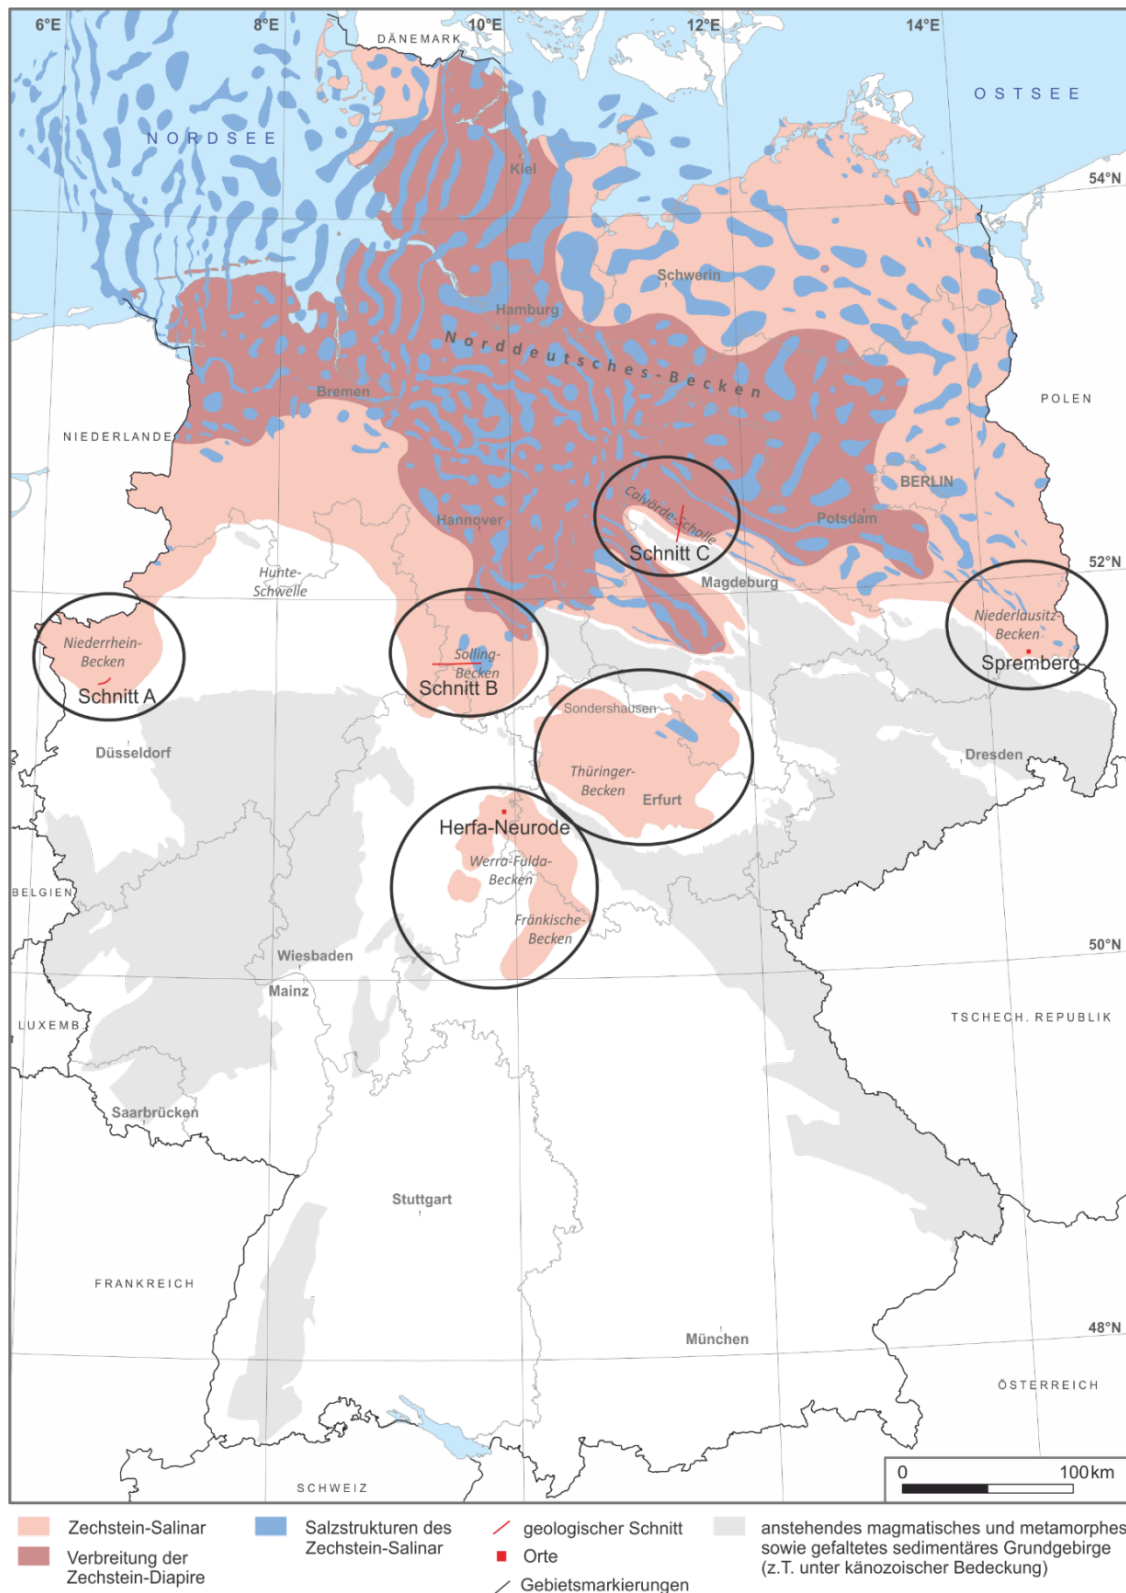 6°E
8°E
10°E
12°E
14°E
DÄNEMARK
OSTSEE
NORDSEE
Kiel
54°N
Schwerin
Hamburg
Norddeutsches-Becken
Bremen
POLEN
NIEDERLANDE
BERLIN
Calvörde-Scholle
Hannover
Potsdam
Schnitt C
52°N
Hunte-
Schwelle
Magdeburg
Niederrhein-
Becken
Solling-
Becken
Niederlausitz-
Becken
Schnitt A
Schnitt B
Spremberg
Sondershausen
Düsseldorf
Dresden
Thüringer-
Becken
Erfurt
Herfa-Neurode
Werra-Fulda-
Becken
BELGIEN
Fränkische-
Becken
Wiesbaden
50°N
Mainz
LUXEMB.
TSCHECH. REPUBLIK
Saarbrücken
Stuttgart
FRANKREICH
München
48°N
ÖSTERREICH
SCHWEIZ
0 100 km
Zechstein-Salinar
Verbreitung der
Zechstein-Diapire
Salzstrukturen des
Zechstein-Salinar
geologischer Schnitt
Orte
Gebietsmarkierungen
anstehendes magmatisches und metamorphes
sowie gefaltetes sedimentäres Grundgebirge
(z.T. unter känozoischer Bedeckung)